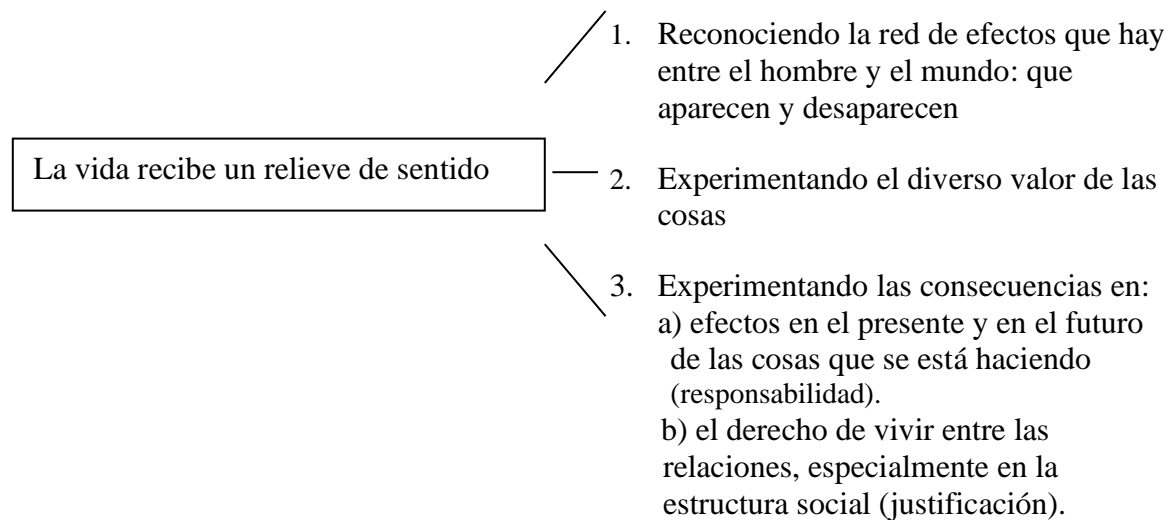 La vida recibe un relieve de sentido
1. Reconociendo la red de efectos que hay
entre el hombre y el mundo: que
aparecen y desaparecen
2. Experimentando el diverso valor de las
cosas
3. Experimentando las consecuencias en:
a) efectos en el presente y en el futuro
de las cosas que se está haciendo
(responsabilidad).
b) el derecho de vivir entre las
relaciones, especialmente en la
estructura social (justificación).